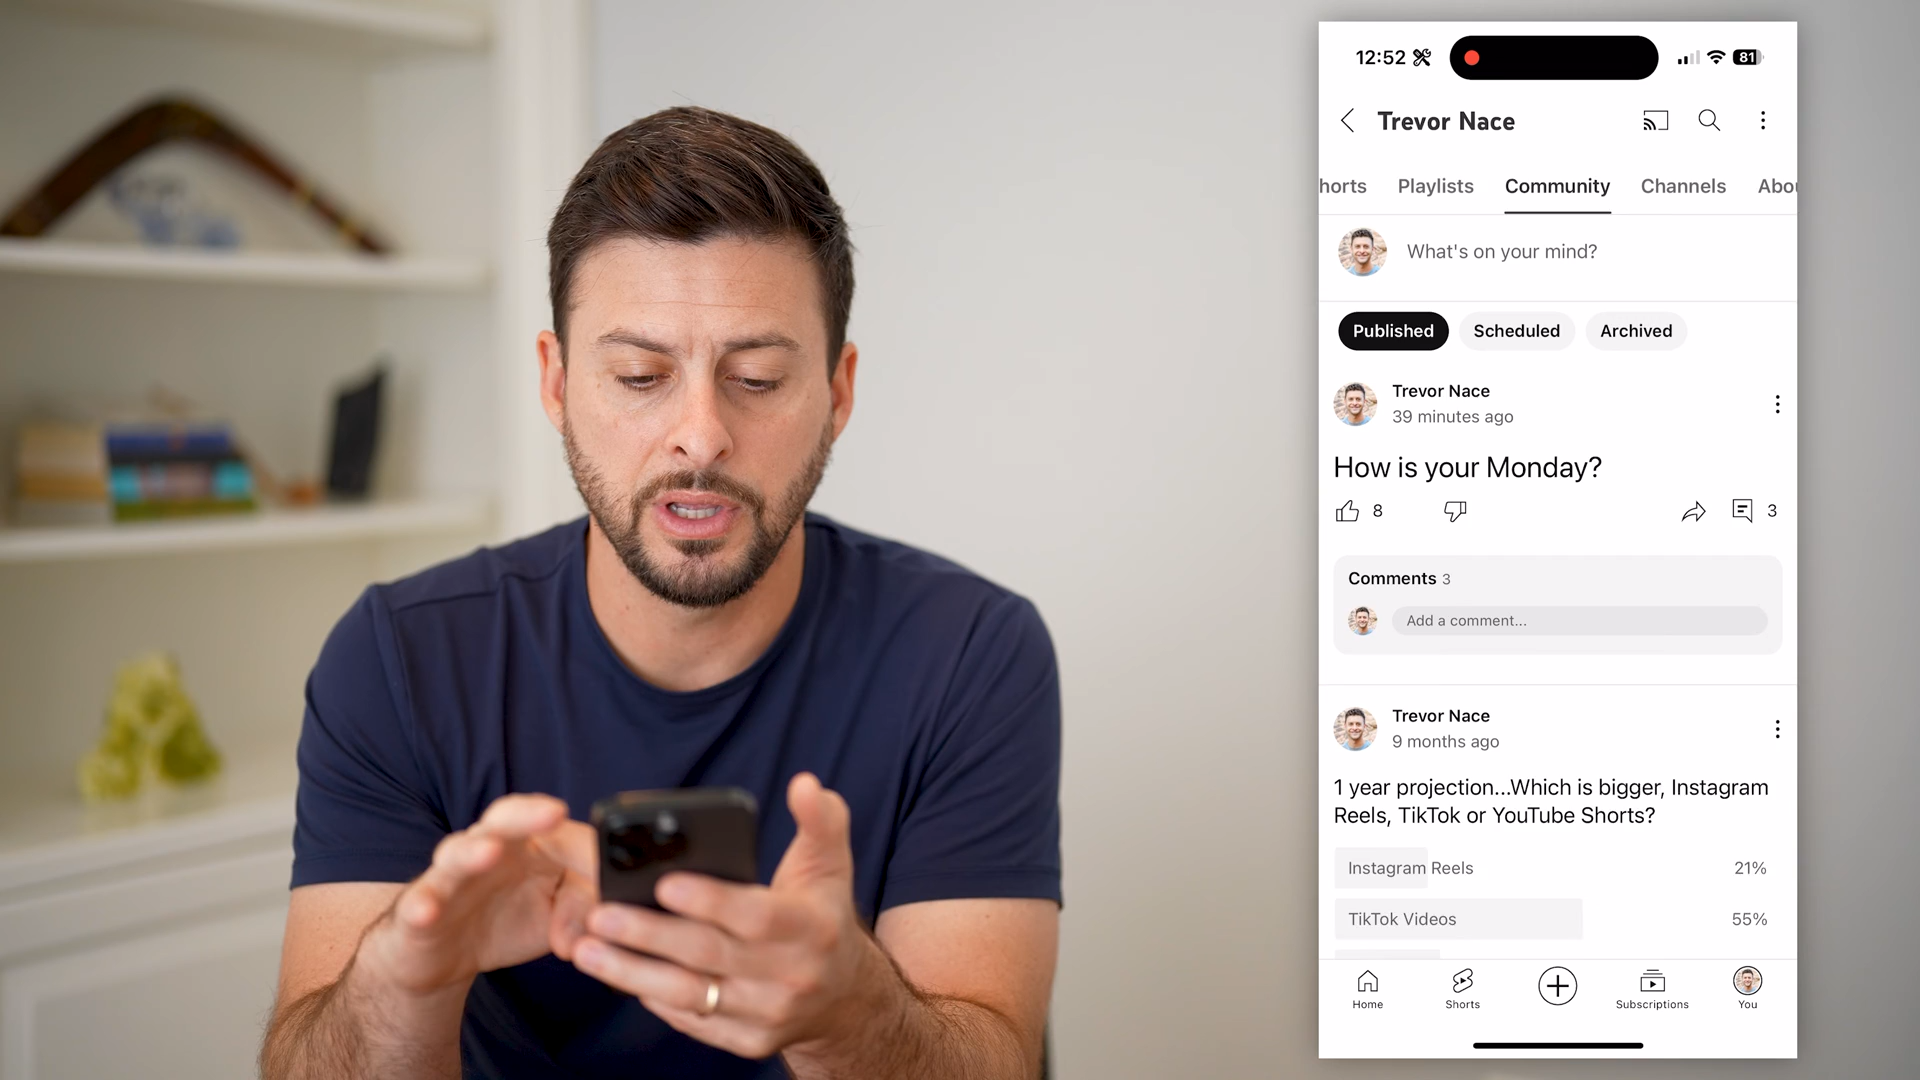 12:52
81
Trevor Nace
horts Playlists Community Channels Abou
What's on your mind?
Published Scheduled Archived
Trevor Nace
39 minutes ago
How is your Monday?
8 3
Comments 3
Add a comment...
Trevor Nace
9 months ago
1 year projection...Which is bigger, Instagram
Reels, TikTok or YouTube Shorts?
Instagram Reels 21%
TikTok Videos 55%
Home Shorts Subscriptions You